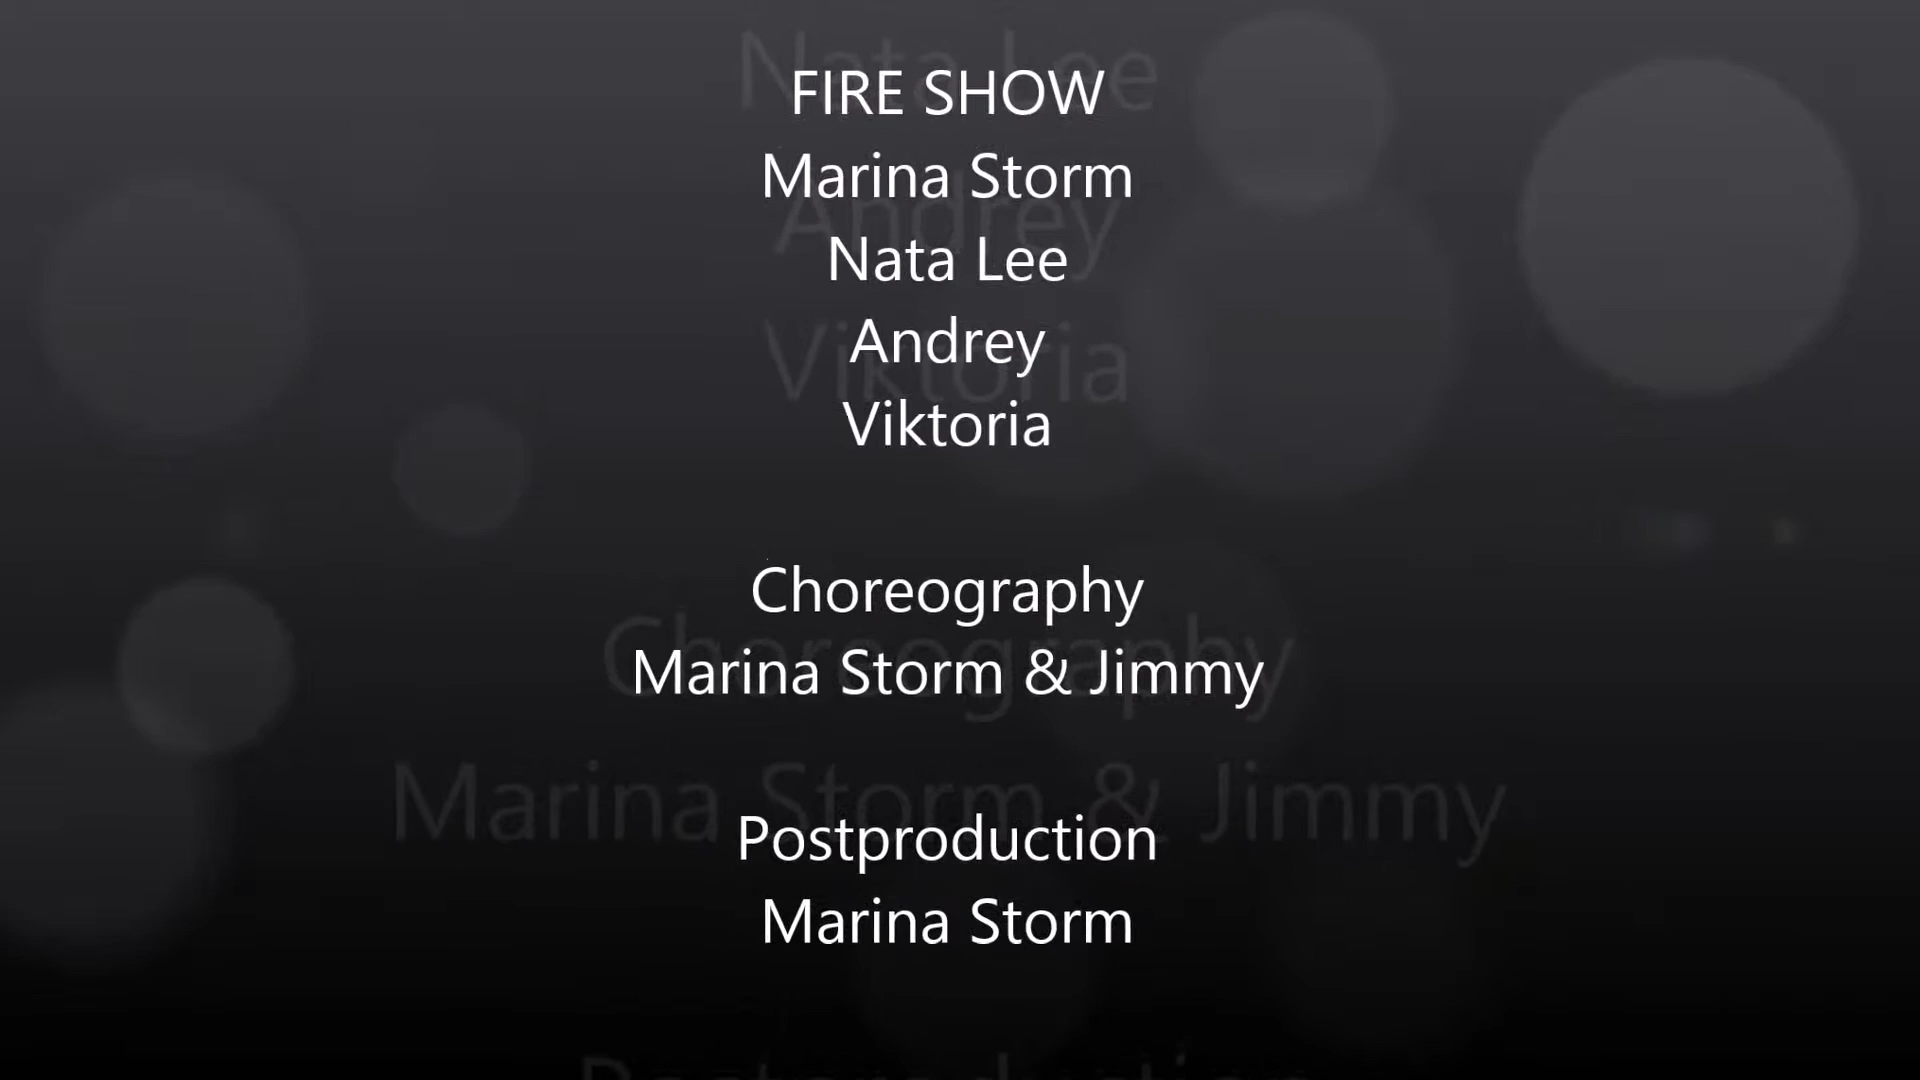 FIRE SHOW
Marina Storm
Nata Lee
Andrey
Viktoria
Choreography
Marina Storm & Jimmy
Postproduction
Marina Storm